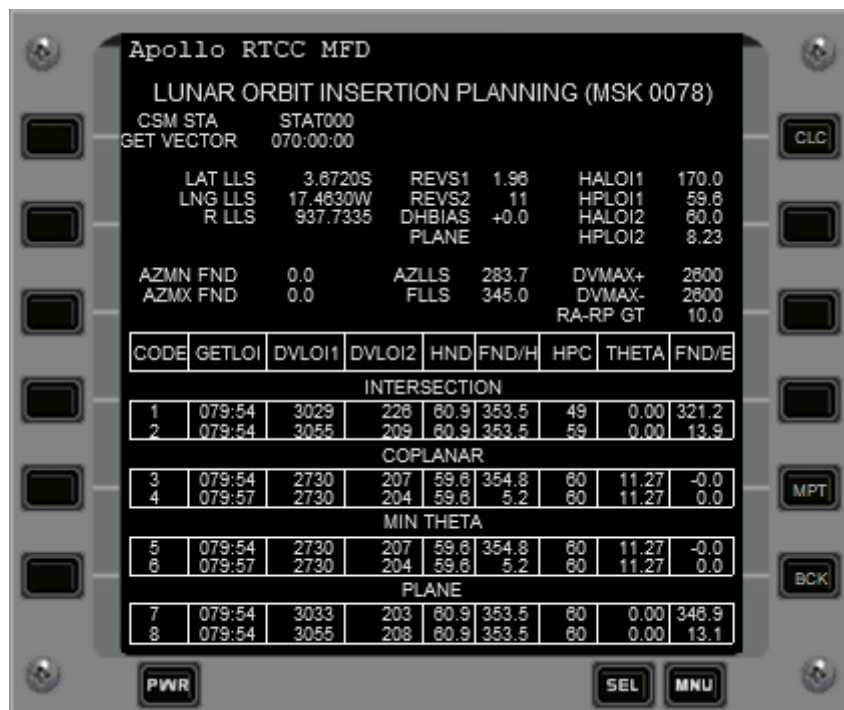 Apollo RTCC MFD
LUNAR ORBIT INSERTION PLANNING (MSK 0078)
CSM STA STAT000
GET VECTOR 070:00:00
CLC
LAT LLS 3.6720S REVS1 1.96 HALOI1 170.0
LNG LLS 17.4630W REVS2 11 HPLOI1 59.6
R LLS 937.7335 DHBIAS +0.0 HALOI2 60.0
PLANE HPLOI2 8.23
AZMN FND 0.0 AZLLS 283.7 DVMAX+ 2600
AZMX FND 0.0 FLLS 345.0 DVMAX- 2600
RA-RP GT 10.0
CODE GETLOI DVLOI1 DVLOI2 HND FND/H HPC THETA FND/E
INTERSECTION
1 079:54 3029 226 60.9 353.5 49 0.00 321.2
2 079:54 3055 209 60.9 353.5 59 0.00 13.9
COPLANAR
3 079:54 2730 207 59.6 354.8 60 11.27 -0.0
4 079:57 2730 204 59.6 5.2 60 11.27 0.0
MPT
MIN THETA
5 079:54 2730 207 59.6 354.8 60 11.27 -0.0
6 079:57 2730 204 59.6 5.2 60 11.27 0.0
BCK
PLANE
7 079:54 3033 203 60.9 353.5 60 0.00 346.9
8 079:54 3055 208 60.9 353.5 60 0.00 13.1
PWR SEL MNU